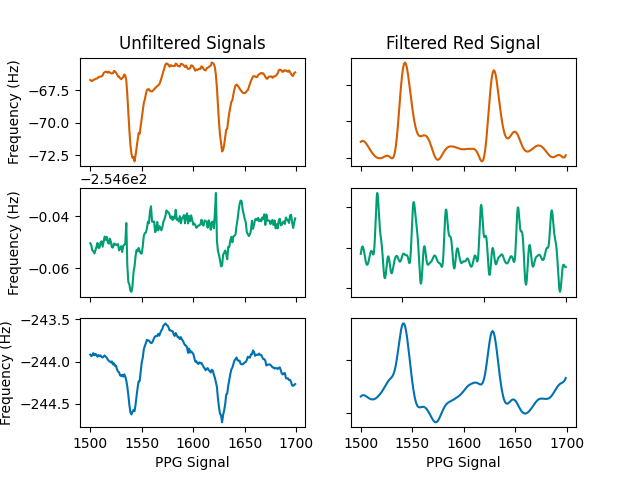 Unfiltered Signals
Filtered Red Signal
Frequency (Hz)
−67.5
−70.0
−72.5
−2.546e2
Frequency (Hz)
−0.04
−0.06
Frequency (Hz)
−243.5
−244.0
−244.5
1500 1550 1600 1650 1700
1500 1550 1600 1650 1700
PPG Signal
PPG Signal